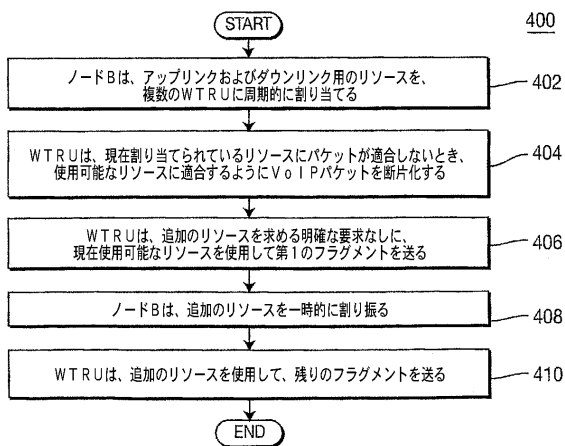 START
400
ノードBは、アップリンクおよびダウンリンク用のリソースを、
複数のWTRUに周期的に割り当てる
402
WTRUは、現在割り当てられているリソースにパケットが適合しないとき、
使用可能なリソースに適合するようにVoIPパケットを断片化する
404
WTRUは、追加のリソースを求める明確な要求なしに、
現在使用可能なリソースを使用して第1のフラグメントを送る
406
ノードBは、追加のリソースを一時的に割り振る
408
WTRUは、追加のリソースを使用して、残りのフラグメントを送る
410
END